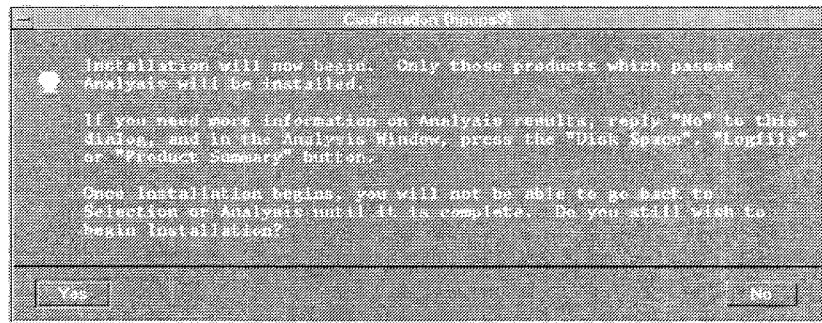 Confirmation (hpups9)
Installation will now begin. Only those products which passed
Analysis will be installed.
If you need more information on Analysis results, reply "No" to this
dialog, and in the Analysis Window, press the "Disk Space", "Logfile"
or "Product Summary" button.
Once Installation begins, you will not be able to go back to
Selection or Analysis until it is complete. Do you still wish to
begin Installation?
Yes
No